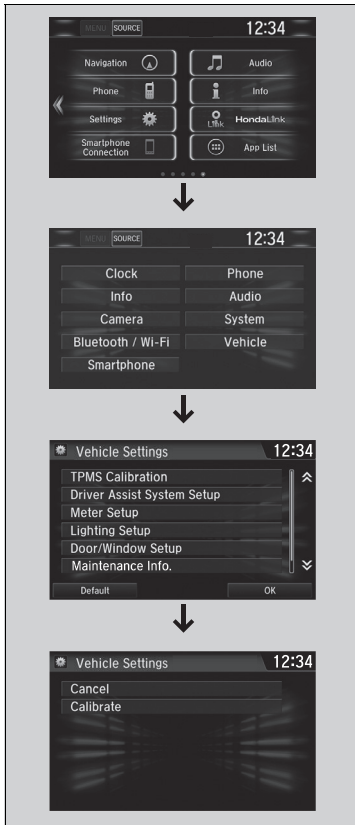 MENU SOURCE 12:34
Navigation Audio
Phone Info
Settings HondaLink
Link
Smartphone
Connection App List
MENU SOURCE 12:34
Clock Phone
Info Audio
Camera System
Bluetooth / Wi-Fi Vehicle
Smartphone
Vehicle Settings 12:34
TPMS Calibration
Driver Assist System Setup
Meter Setup
Lighting Setup
Door/Window Setup
Maintenance Info.
Default OK
Vehicle Settings 12:34
Cancel
Calibrate